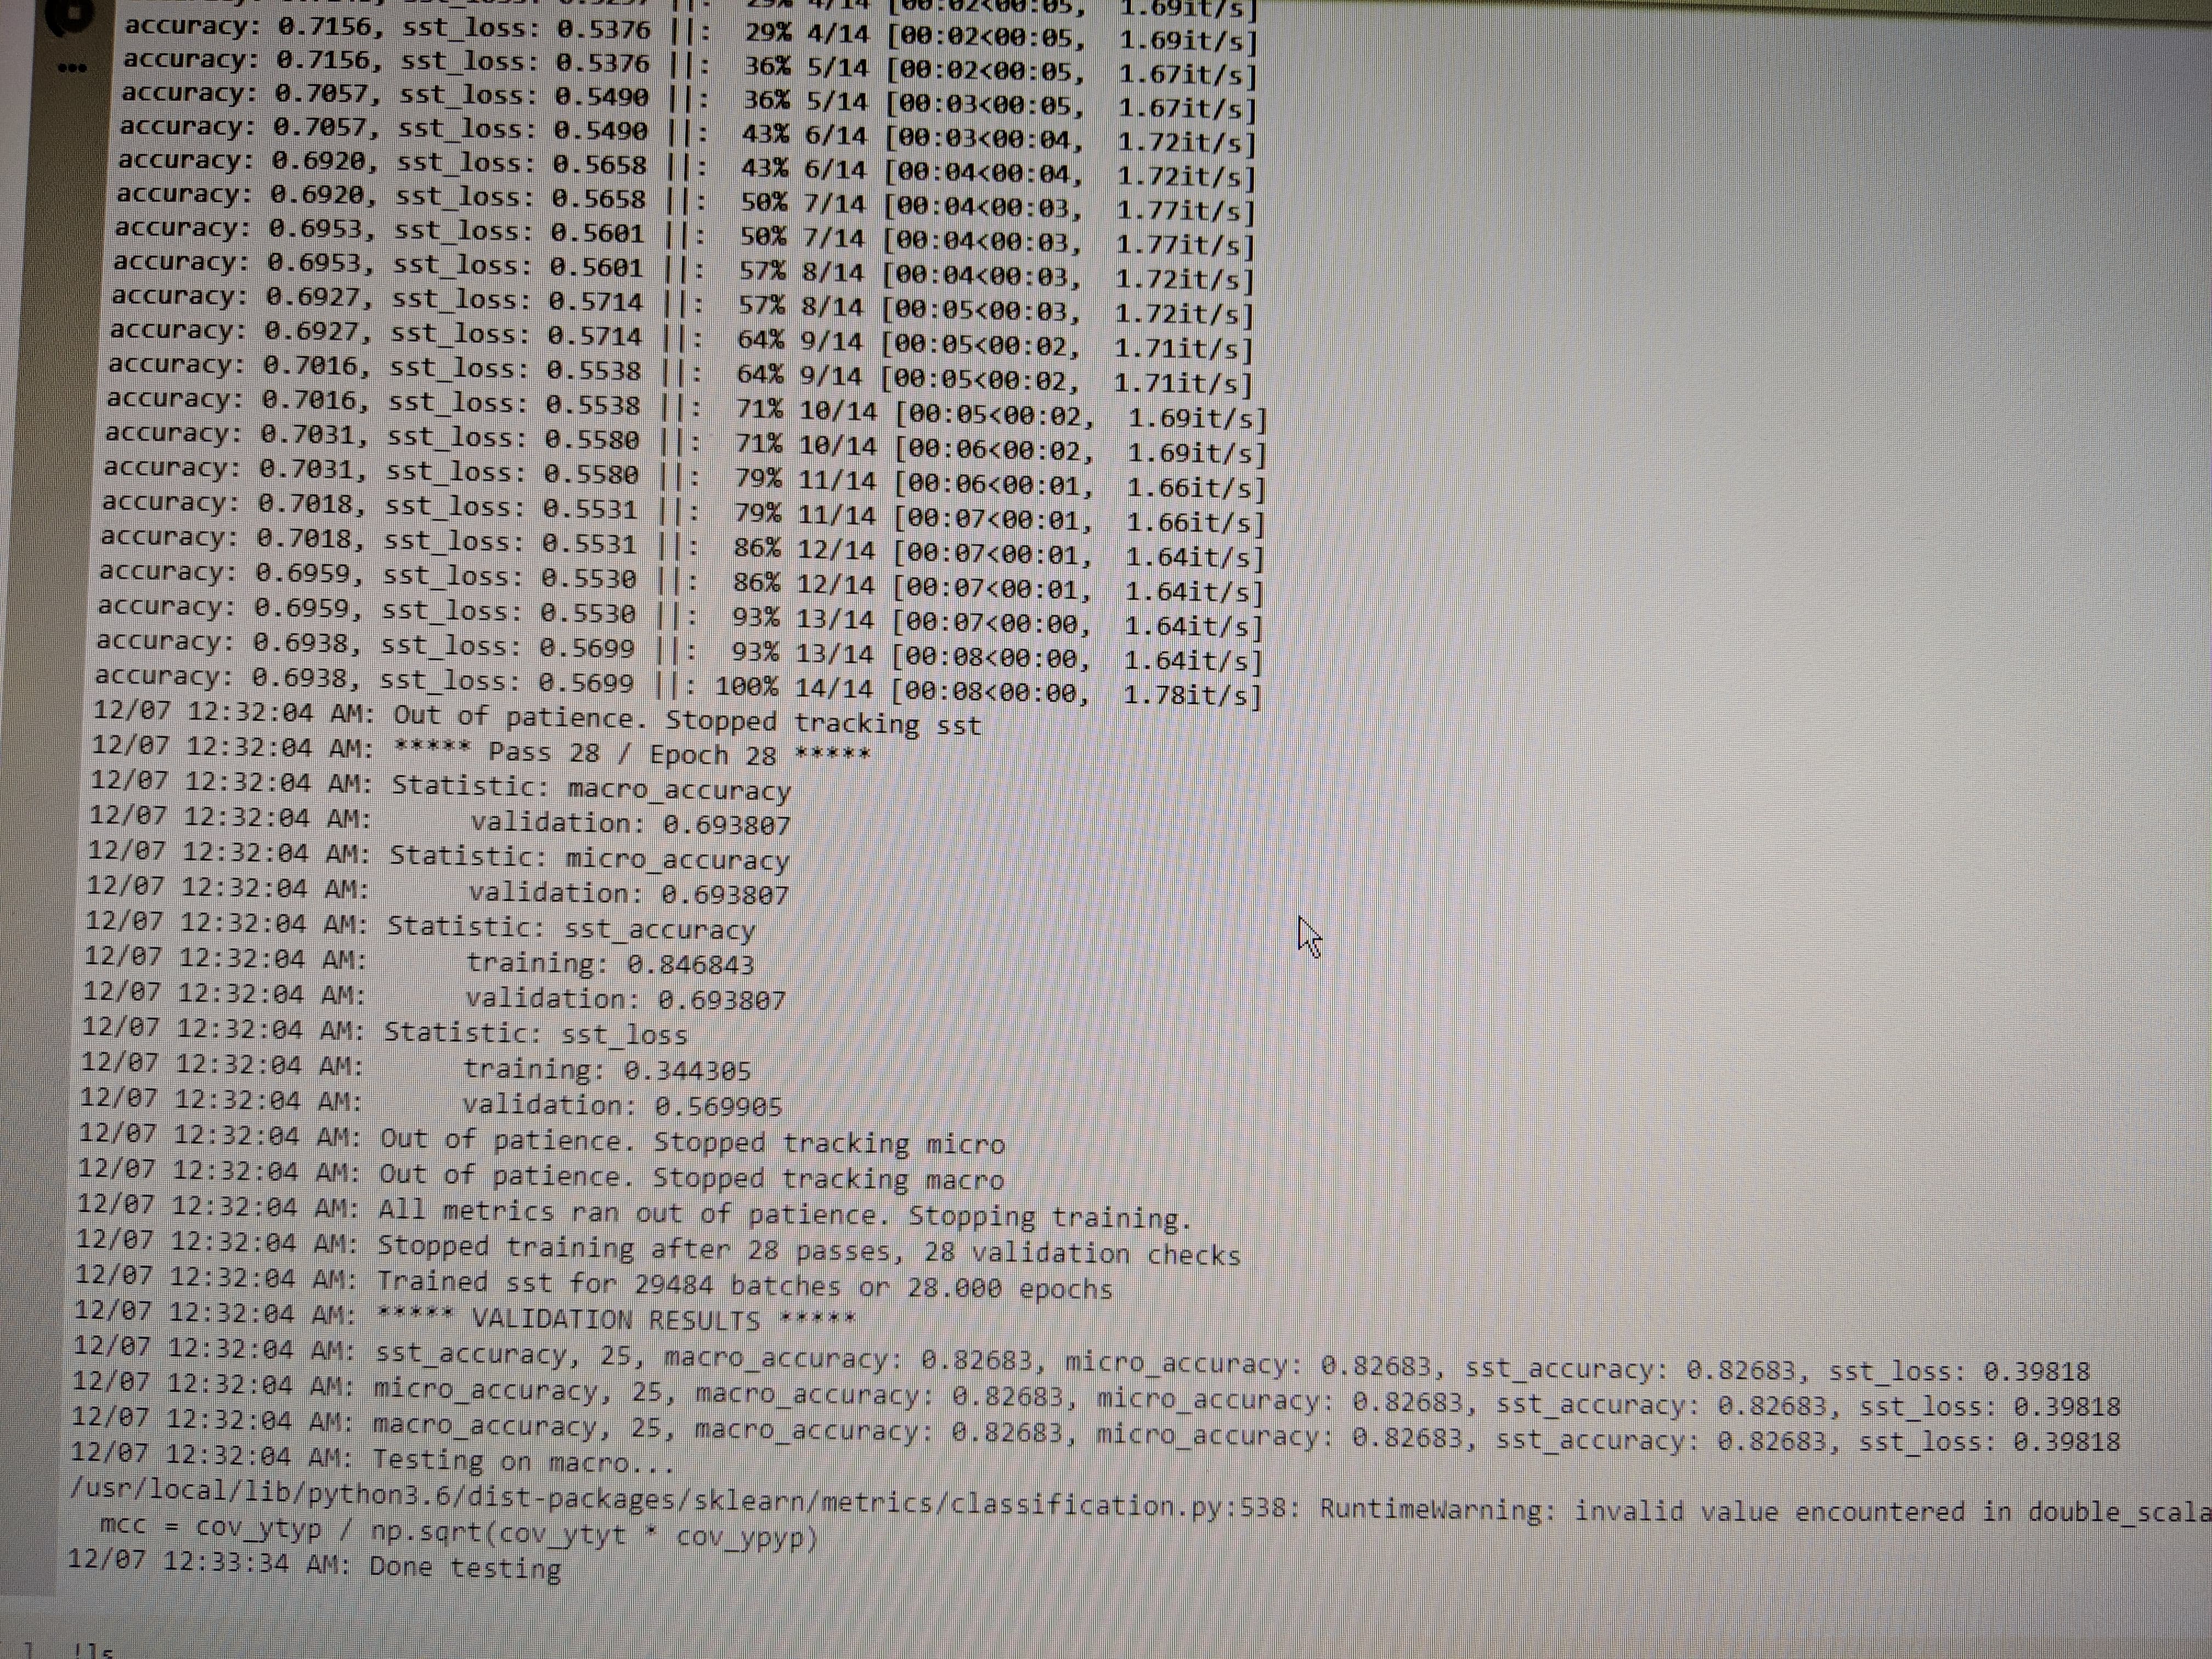 29% 4/14 [00:02<00:05, 1.69it/s]
accuracy: 0.7156, sst_loss: 0.5376 ||: 29% 4/14 [00:02<00:05, 1.69it/s]
accuracy: 0.7156, sst_loss: 0.5376 ||: 36% 5/14 [00:02<00:05, 1.67it/s]
accuracy: 0.7057, sst_loss: 0.5490 ||: 36% 5/14 [00:03<00:05, 1.67it/s]
accuracy: 0.7057, sst_loss: 0.5490 ||: 43% 6/14 [00:03<00:04, 1.72it/s]
accuracy: 0.6920, sst_loss: 0.5658 ||: 43% 6/14 [00:04<00:04, 1.72it/s]
accuracy: 0.6920, sst_loss: 0.5658 ||: 50% 7/14 [00:04<00:03, 1.77it/s]
accuracy: 0.6953, sst_loss: 0.5601 ||: 50% 7/14 [00:04<00:03, 1.77it/s]
accuracy: 0.6953, sst_loss: 0.5601 ||: 57% 8/14 [00:04<00:03, 1.72it/s]
accuracy: 0.6927, sst_loss: 0.5714 ||: 57% 8/14 [00:05<00:03, 1.72it/s]
accuracy: 0.6927, sst_loss: 0.5714 ||: 64% 9/14 [00:05<00:02, 1.71it/s]
accuracy: 0.7016, sst_loss: 0.5538 ||: 64% 9/14 [00:05<00:02, 1.71it/s]
accuracy: 0.7016, sst_loss: 0.5538 ||: 71% 10/14 [00:05<00:02, 1.69it/s]
accuracy: 0.7031, sst_loss: 0.5580 ||: 71% 10/14 [00:06<00:02, 1.69it/s]
accuracy: 0.7031, sst_loss: 0.5580 ||: 79% 11/14 [00:06<00:01, 1.66it/s]
accuracy: 0.7018, sst_loss: 0.5531 ||: 79% 11/14 [00:07<00:01, 1.66it/s]
accuracy: 0.7018, sst_loss: 0.5531 ||: 86% 12/14 [00:07<00:01, 1.64it/s]
accuracy: 0.6959, sst_loss: 0.5530 ||: 86% 12/14 [00:07<00:01, 1.64it/s]
accuracy: 0.6959, sst_loss: 0.5530 ||: 93% 13/14 [00:07<00:00, 1.64it/s]
accuracy: 0.6938, sst_loss: 0.5699 ||: 93% 13/14 [00:08<00:00, 1.64it/s]
accuracy: 0.6938, sst_loss: 0.5699 ||: 100% 14/14 [00:08<00:00, 1.78it/s]
12/07 12:32:04 AM: Out of patience. Stopped tracking sst
12/07 12:32:04 AM: ***** Pass 28 / Epoch 28 *****
12/07 12:32:04 AM: Statistic: macro_accuracy
12/07 12:32:04 AM: validation: 0.693807
12/07 12:32:04 AM: Statistic: micro_accuracy
12/07 12:32:04 AM: validation: 0.693807
12/07 12:32:04 AM: Statistic: sst_accuracy
12/07 12:32:04 AM: training: 0.846843
12/07 12:32:04 AM: validation: 0.693807
12/07 12:32:04 AM: Statistic: sst_loss
12/07 12:32:04 AM: training: 0.344305
12/07 12:32:04 AM: validation: 0.569905
12/07 12:32:04 AM: Out of patience. Stopped tracking micro
12/07 12:32:04 AM: Out of patience. Stopped tracking macro
12/07 12:32:04 AM: All metrics ran out of patience. Stopping training.
12/07 12:32:04 AM: Stopped training after 28 passes, 28 validation checks
12/07 12:32:04 AM: Trained sst for 29484 batches or 28.000 epochs
12/07 12:32:04 AM: ***** VALIDATION RESULTS *****
12/07 12:32:04 AM: sst_accuracy, 25, macro_accuracy: 0.82683, micro_accuracy: 0.82683, sst_accuracy: 0.82683, sst_loss: 0.39818
12/07 12:32:04 AM: micro_accuracy, 25, macro_accuracy: 0.82683, micro_accuracy: 0.82683, sst_accuracy: 0.82683, sst_loss: 0.39818
12/07 12:32:04 AM: macro_accuracy, 25, macro_accuracy: 0.82683, micro_accuracy: 0.82683, sst_accuracy: 0.82683, sst_loss: 0.39818
12/07 12:32:04 AM: Testing on macro...
/usr/local/lib/python3.6/dist-packages/sklearn/metrics/classification.py:538: RuntimeWarning: invalid value encountered in double_scala
mcc = cov_ytyp / np.sqrt(cov_ytyt * cov_ypyp)
12/07 12:33:34 AM: Done testing
] !ls